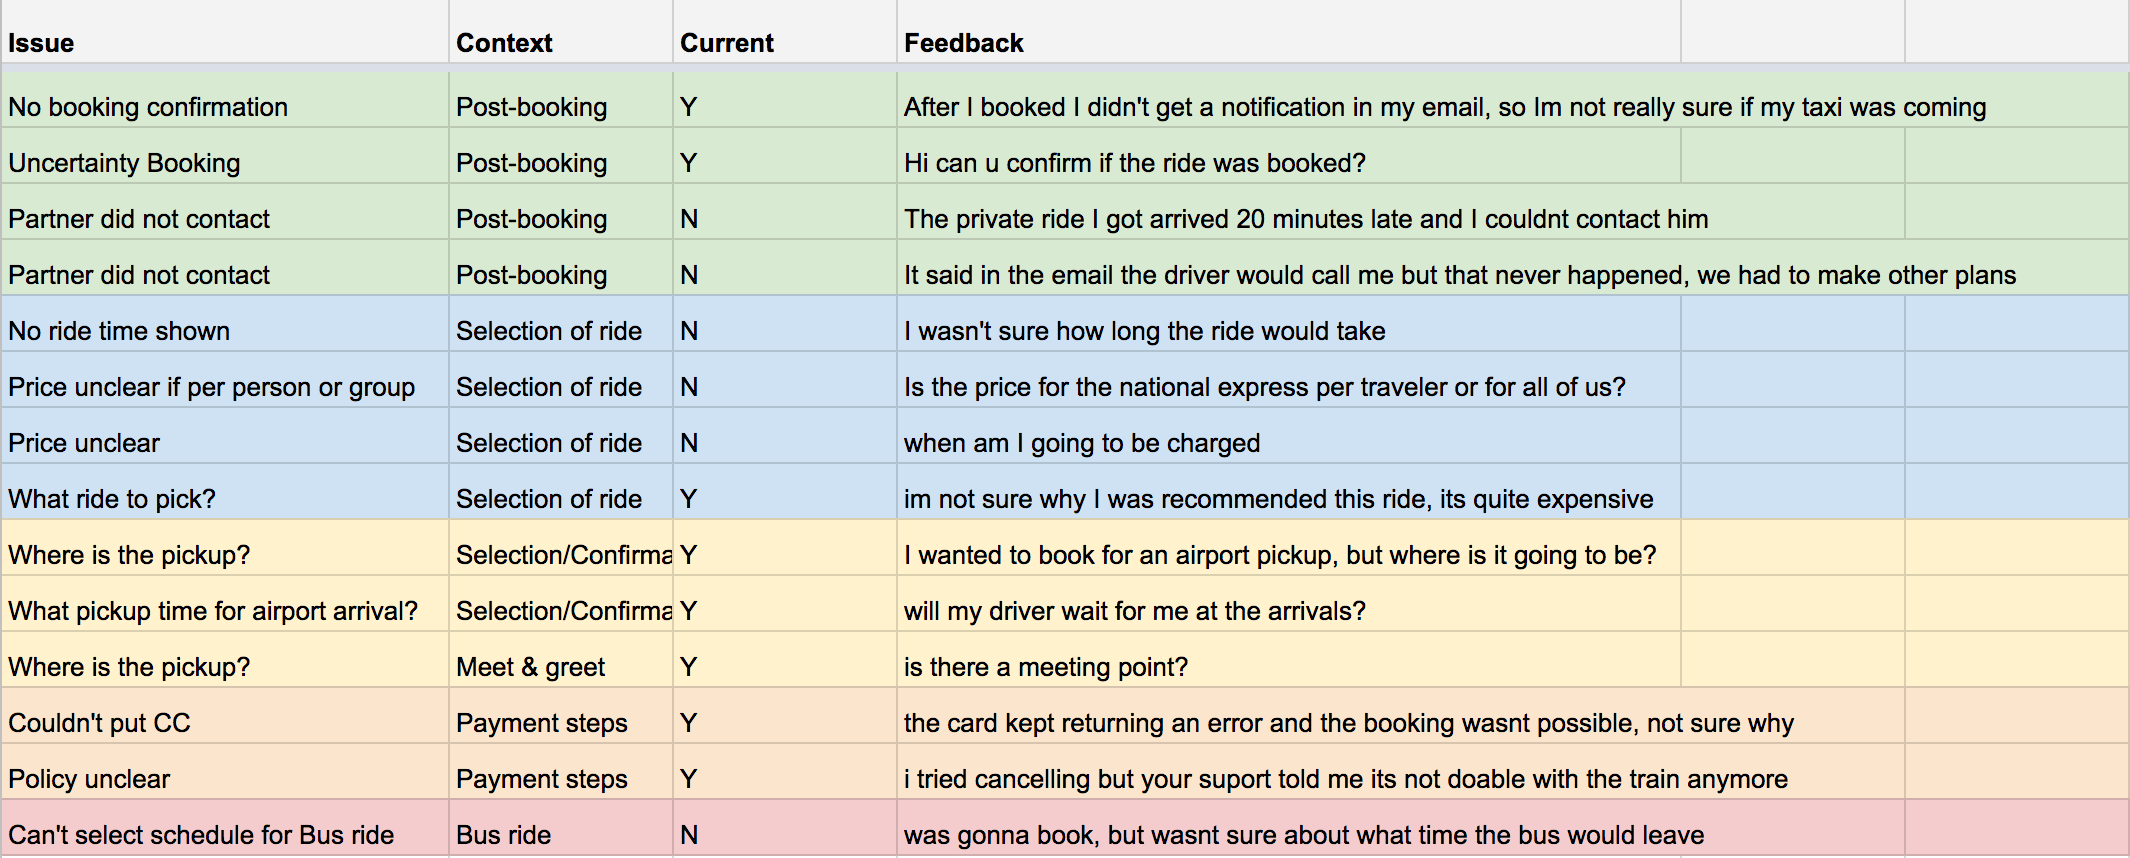 Issue Context Current Feedback
No booking confirmation Post-booking Y After I booked I didn't get a notification in my email, so Im not really sure if my taxi was coming
Uncertainty Booking Post-booking Y Hi can u confirm if the ride was booked?
Partner did not contact Post-booking N The private ride I got arrived 20 minutes late and I couldnt contact him
Partner did not contact Post-booking N It said in the email the driver would call me but that never happened, we had to make other plans
No ride time shown Selection of ride N I wasn't sure how long the ride would take
Price unclear if per person or group Selection of ride N Is the price for the national express per traveler or for all of us?
Price unclear Selection of ride N when am I going to be charged
What ride to pick? Selection of ride Y im not sure why I was recommended this ride, its quite expensive
Where is the pickup? Selection/Confirma Y I wanted to book for an airport pickup, but where is it going to be?
What pickup time for airport arrival? Selection/Confirma Y will my driver wait for me at the arrivals?
Where is the pickup? Meet & greet Y is there a meeting point?
Couldn't put CC Payment steps Y the card kept returning an error and the booking wasnt possible, not sure why
Policy unclear Payment steps Y i tried cancelling but your suport told me its not doable with the train anymore
Can't select schedule for Bus ride Bus ride N was gonna book, but wasnt sure about what time the bus would leave